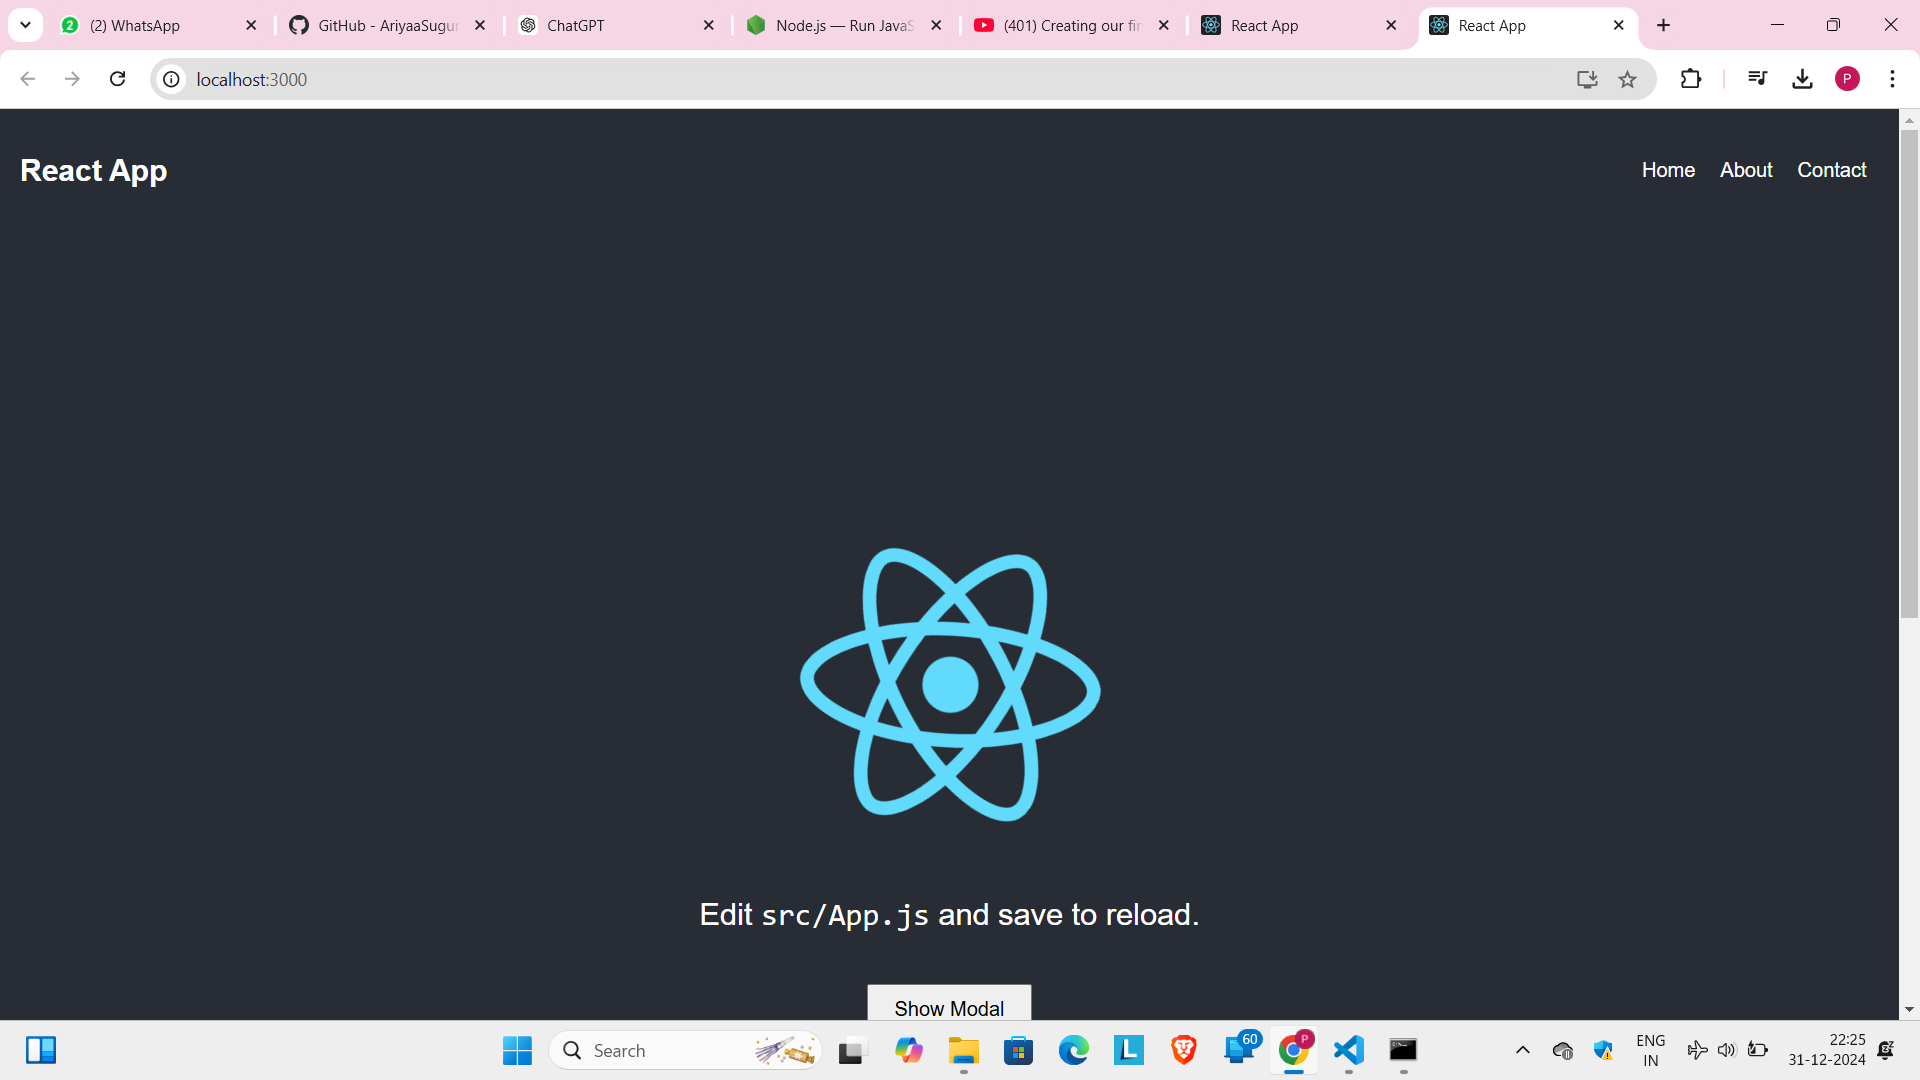 2
(2) WhatsApp
GitHub - AriyaaSugu
ChatGPT
Node.js — Run JavaS
(401) Creating our fir
React App
React App
localhost:3000
P
React App
Home About Contact
Edit src/App.js and save to reload.
Show Modal
Search
L
60
P
ENG
IN
22:25
31-12-2024